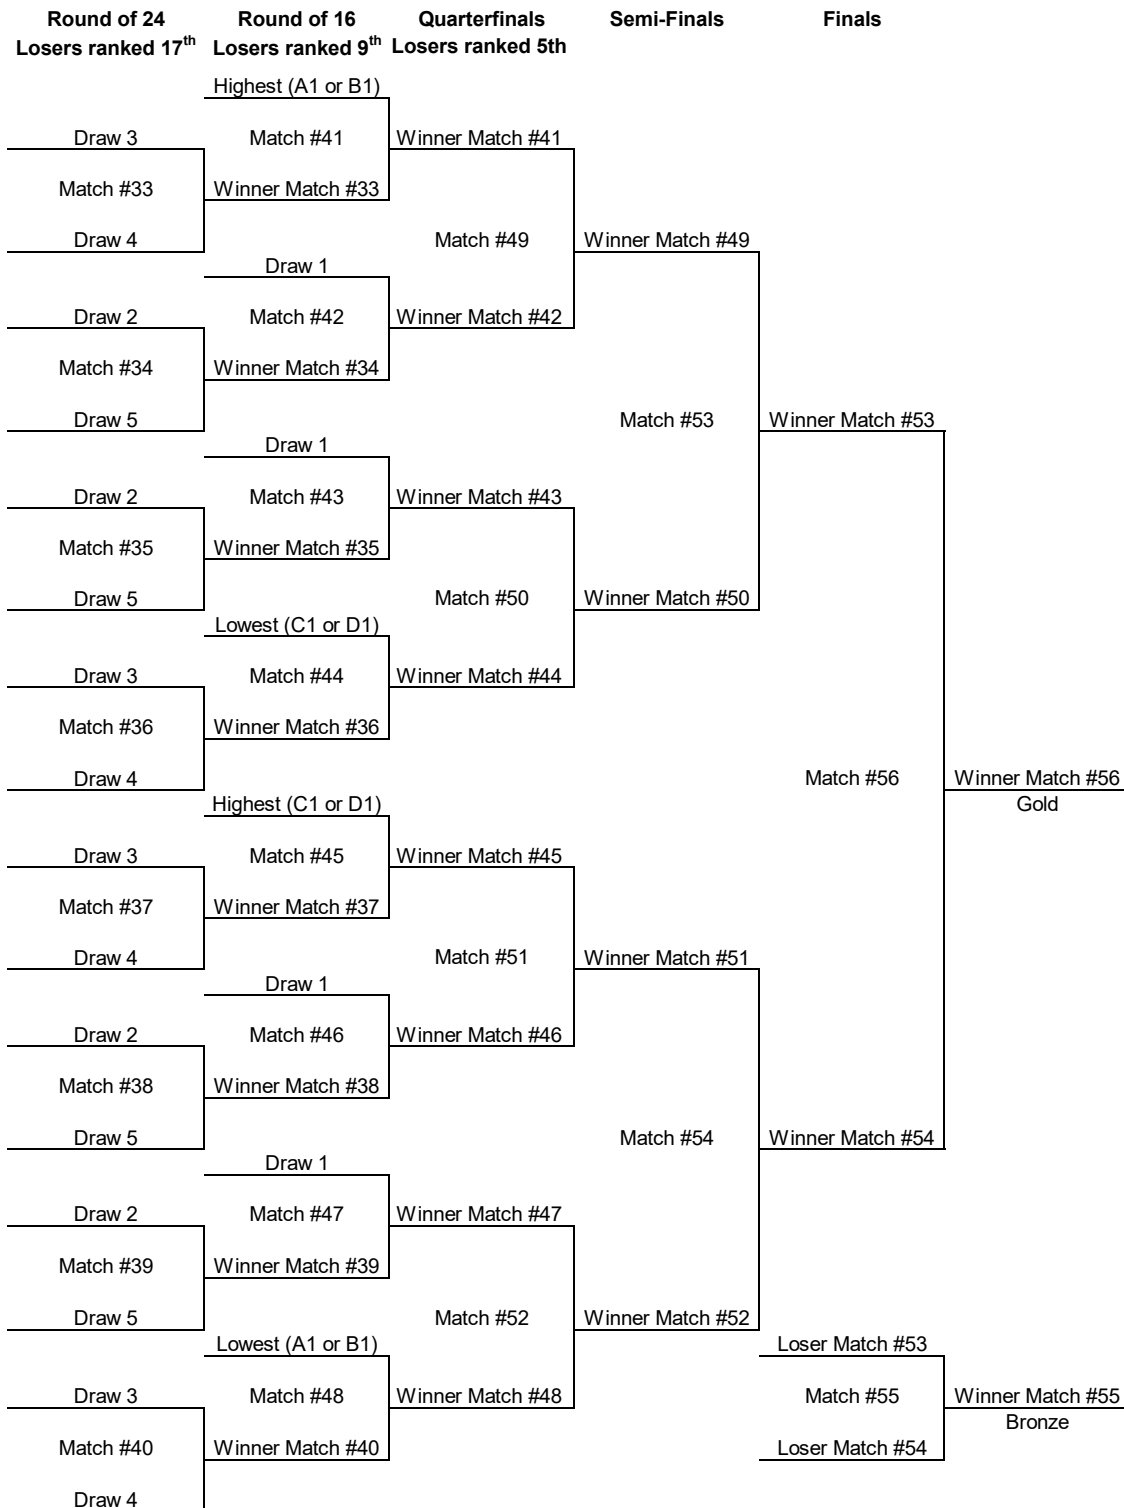 Round of 24 Round of 16 Quarterfinals Semi-Finals Finals
Losers ranked 17th Losers ranked 9th Losers ranked 5th
Highest (A1 or B1)
Draw 3 Match #41 Winner Match #41
Match #33 Winner Match #33
Draw 4 Match #49 Winner Match #49
Draw 1
Draw 2 Match #42 Winner Match #42
Match #34 Winner Match #34
Draw 5 Match #53 Winner Match #53
Draw 1
Draw 2 Match #43 Winner Match #43
Match #35 Winner Match #35
Draw 5 Match #50 Winner Match #50
Lowest (C1 or D1)
Draw 3 Match #44 Winner Match #44
Match #36 Winner Match #36
Draw 4 Match #56 Winner Match #56
Highest (C1 or D1) Gold
Draw 3 Match #45 Winner Match #45
Match #37 Winner Match #37
Draw 4 Match #51 Winner Match #51
Draw 1
Draw 2 Match #46 Winner Match #46
Match #38 Winner Match #38
Draw 5 Match #54 Winner Match #54
Draw 1
Draw 2 Match #47 Winner Match #47
Match #39 Winner Match #39
Draw 5 Match #52 Winner Match #52
Lowest (A1 or B1) Loser Match #53
Draw 3 Match #48 Winner Match #48 Match #55 Winner Match #55
Bronze
Match #40 Winner Match #40 Loser Match #54
Draw 4